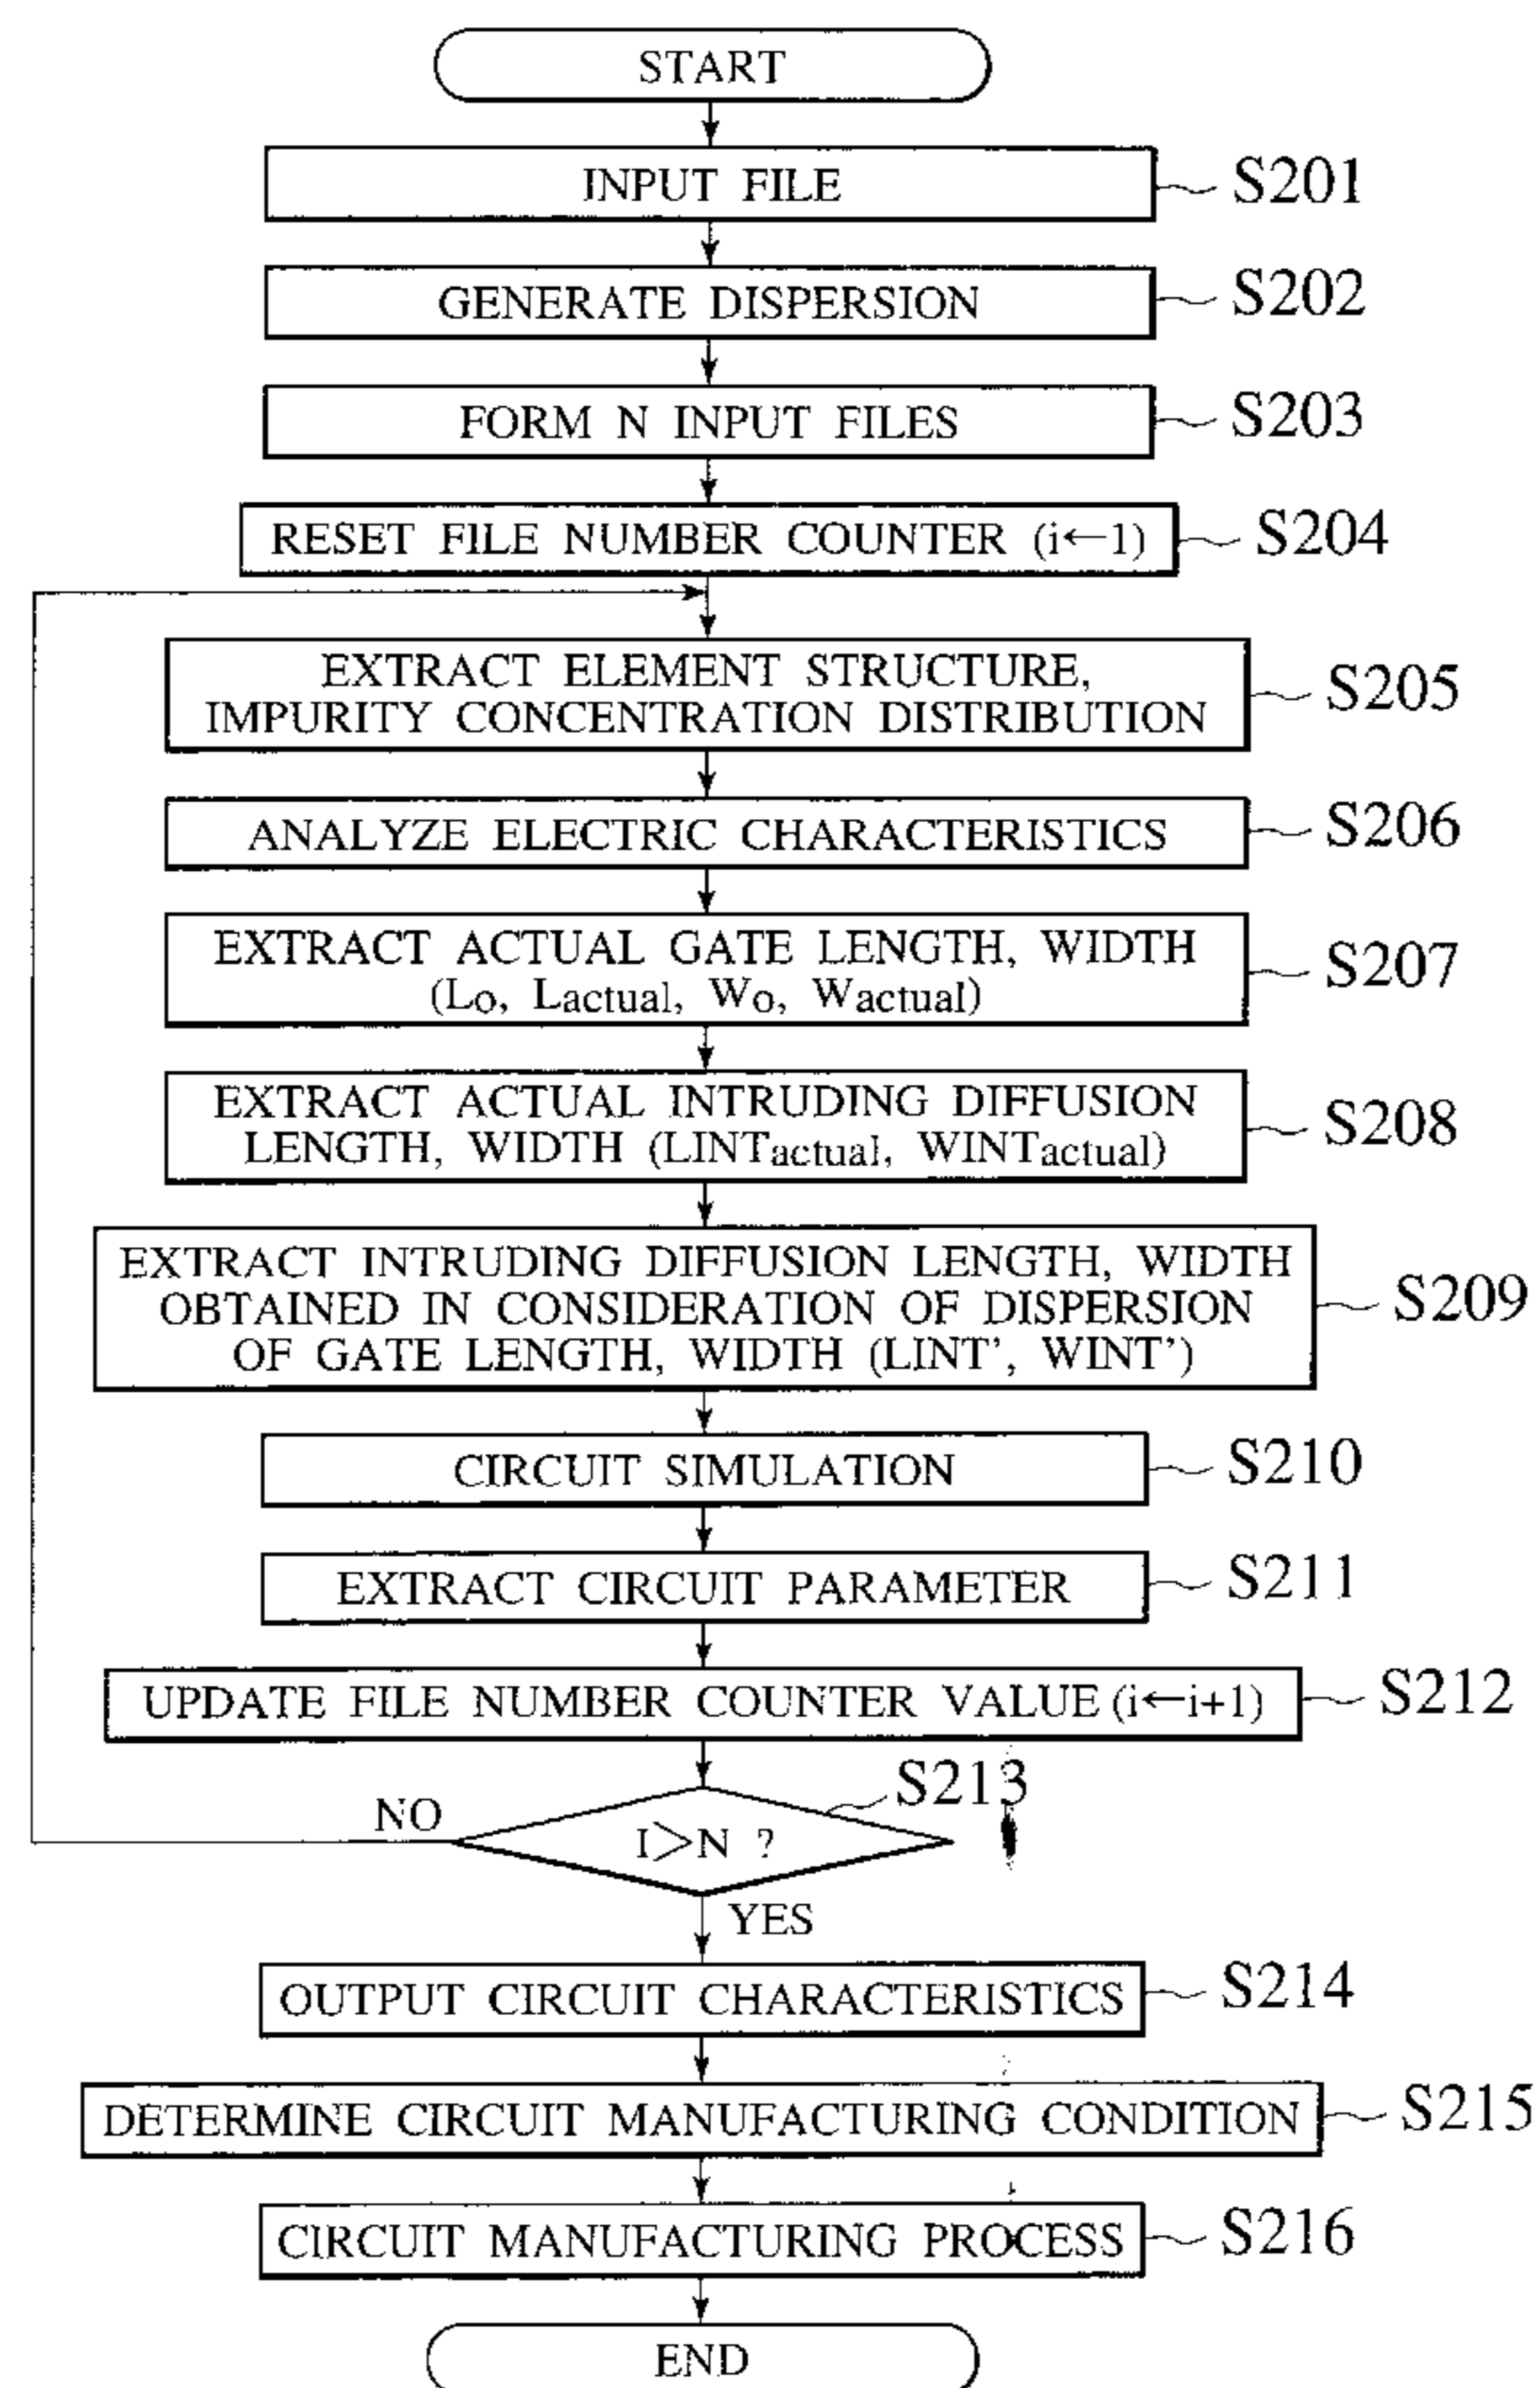 START
INPUT FILE
S201
GENERATE DISPERSION
S202
FORM N INPUT FILES
S203
RESET FILE NUMBER COUNTER (i←1)
S204
EXTRACT ELEMENT STRUCTURE,
IMPURITY CONCENTRATION DISTRIBUTION
S205
ANALYZE ELECTRIC CHARACTERISTICS
S206
EXTRACT ACTUAL GATE LENGTH, WIDTH
(Lo, Lactual, Wo, Wactual)
S207
EXTRACT ACTUAL INTRUDING DIFFUSION
LENGTH, WIDTH (LINTactual, WINTactual)
S208
EXTRACT INTRUDING DIFFUSION LENGTH, WIDTH
OBTAINED IN CONSIDERATION OF DISPERSION
OF GATE LENGTH, WIDTH (LINT', WINT')
S209
CIRCUIT SIMULATION
S210
EXTRACT CIRCUIT PARAMETER
S211
UPDATE FILE NUMBER COUNTER VALUE (i←i+1)
S212
S213
NO
I>N ?
YES
OUTPUT CIRCUIT CHARACTERISTICS
S214
DETERMINE CIRCUIT MANUFACTURING CONDITION
S215
CIRCUIT MANUFACTURING PROCESS
S216
END